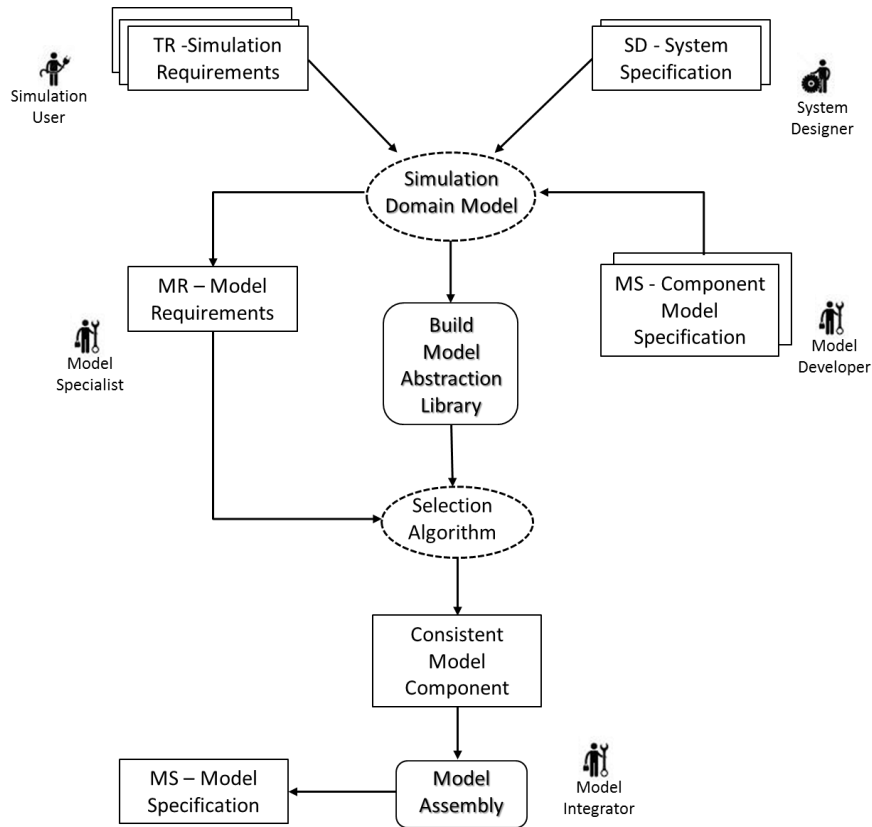 TR -Simulation
Requirements
SD - System
Specification
Simulation
User
System
Designer
Simulation
Domain Model
MR – Model
Requirements
MS - Component
Model
Specification
Build
Model
Abstraction
Library
Model
Specialist
Model
Developer
Selection
Algorithm
Consistent
Model
Component
MS – Model
Specification
Model
Assembly
Model
Integrator